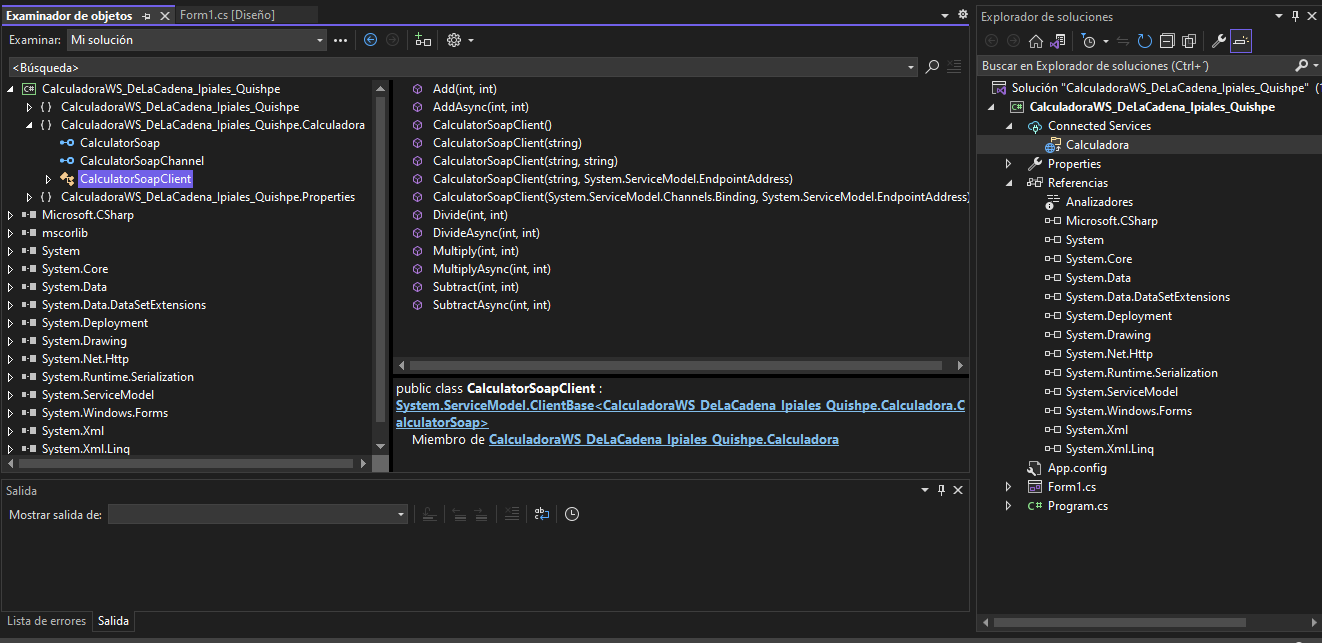 Examinador de objetos
Form1.cs [Diseño]
Examinar: Mi solución
<Búsqueda>
CalculadoraWS_DeLaCadena_Ipiales_Quishpe
CalculadoraWS_DeLaCadena_Ipiales_Quishpe
CalculadoraWS_DeLaCadena_Ipiales_Quishpe.Calculadora
CalculatorSoap
CalculatorSoapChannel
CalculatorSoapClient
CalculadoraWS_DeLaCadena_Ipiales_Quishpe.Properties
Microsoft.CSharp
mscorlib
System
System.Core
System.Data
System.Data.DataSetExtensions
System.Deployment
System.Drawing
System.Net.Http
System.Runtime.Serialization
System.ServiceModel
System.Windows.Forms
System.Xml
System.Xml.Linq
Add(int, int)
AddAsync(int, int)
CalculatorSoapClient()
CalculatorSoapClient(string)
CalculatorSoapClient(string, string)
CalculatorSoapClient(string, System.ServiceModel.EndpointAddress)
CalculatorSoapClient(System.ServiceModel.Channels.Binding, System.ServiceModel.EndpointAddress)
Divide(int, int)
DivideAsync(int, int)
Multiply(int, int)
MultiplyAsync(int, int)
Subtract(int, int)
SubtractAsync(int, int)
public class CalculatorSoapClient :
System.ServiceModel.ClientBase<CalculadoraWS_DeLaCadena_Ipiales_Quishpe.Calculadora.C
alculatorSoap>
Miembro de CalculadoraWS_DeLaCadena_Ipiales_Quishpe.Calculadora
Salida
Mostrar salida de:
Lista de errores
Salida
Explorador de soluciones
Buscar en Explorador de soluciones (Ctrl+´)
Solución "CalculadoraWS_DeLaCadena_Ipiales_Quishpe" (
CalculadoraWS_DeLaCadena_Ipiales_Quishpe
Connected Services
Calculadora
Properties
Referencias
Analizadores
Microsoft.CSharp
System
System.Core
System.Data
System.Data.DataSetExtensions
System.Deployment
System.Drawing
System.Net.Http
System.Runtime.Serialization
System.ServiceModel
System.Windows.Forms
System.Xml
System.Xml.Linq
App.config
Form1.cs
C# Program.cs